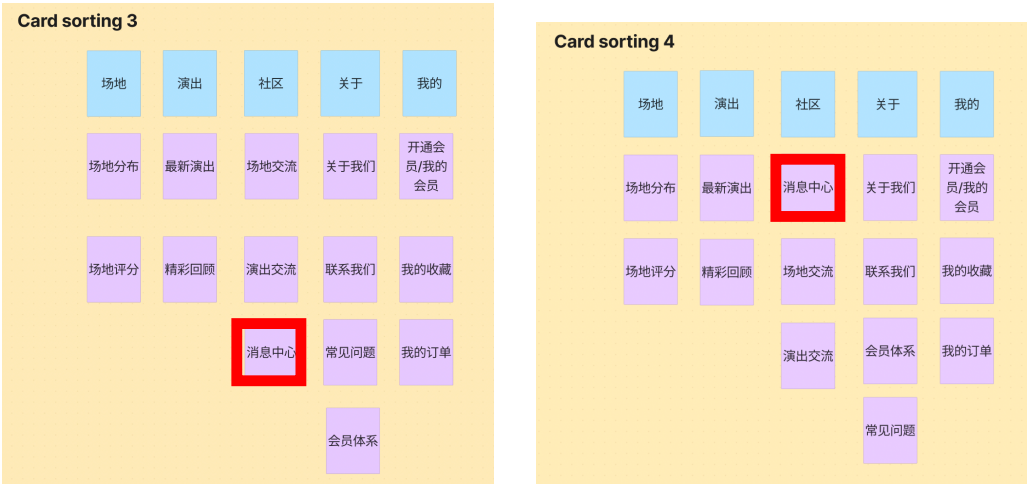 Card sorting 3
场地
演出
社区
关于
我的
场地分布
最新演出
场地交流
关于我们
开通会
员/我的
会员
场地评分
精彩回顾
演出交流
联系我们
我的收藏
消息中心
常见问题
我的订单
会员体系
Card sorting 4
场地
演出
社区
关于
我的
场地分布
最新演出
消息中心
关于我们
开通会
员/我的
会员
场地评分
精彩回顾
场地交流
联系我们
我的收藏
演出交流
会员体系
我的订单
常见问题